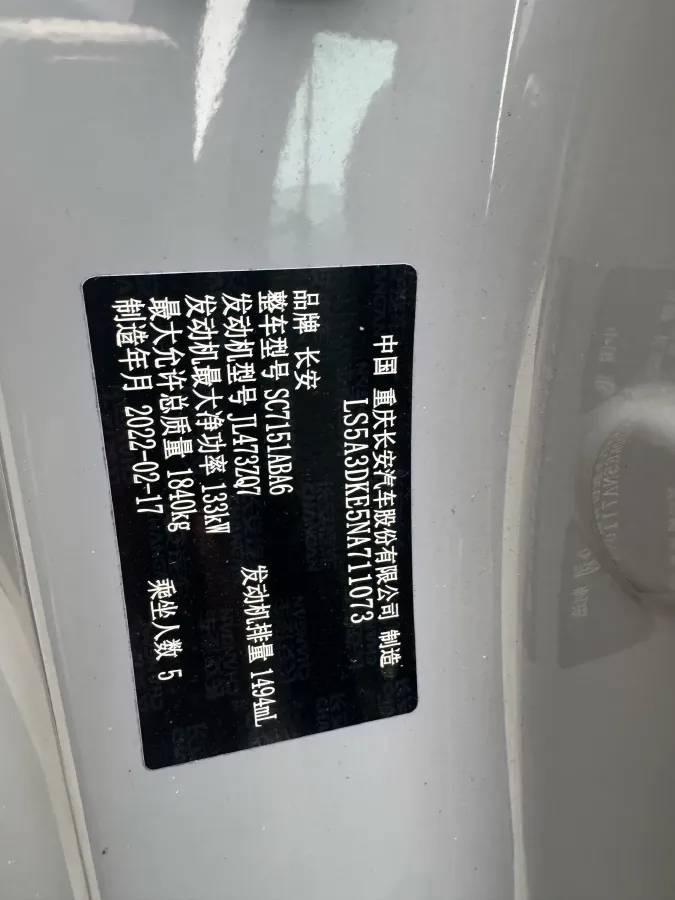 中国 重庆长安汽车股份有限公司 制造
LS5A3DKE5NA711073
品牌 长安
整车型号 SC7151ABA6
发动机型号 JL473ZQ7 发动机排量 1494mL
发动机最大净功率 133kW
最大允许总质量 1840kg 乘坐人数 5
制造年月 2022-02-17